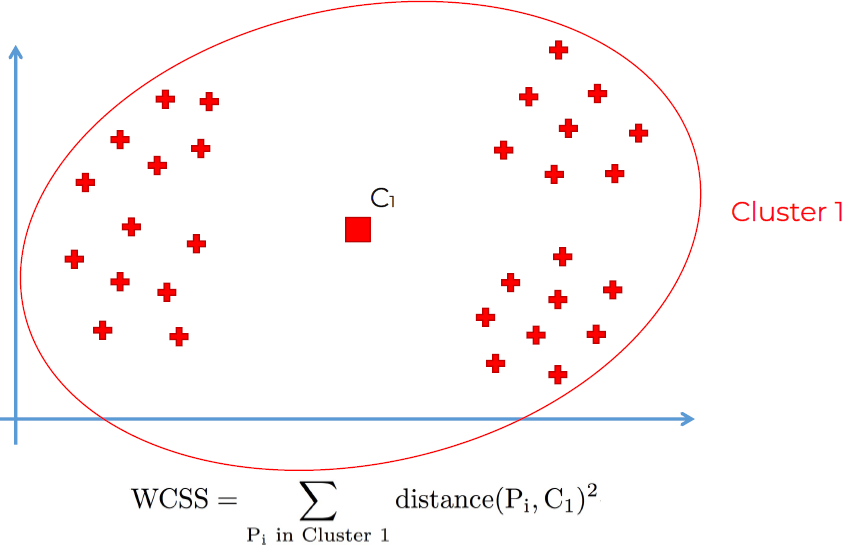 C₁
Cluster 1
WCSS = ∑ distance(Pᵢ, C₁)²
Pᵢ in Cluster 1